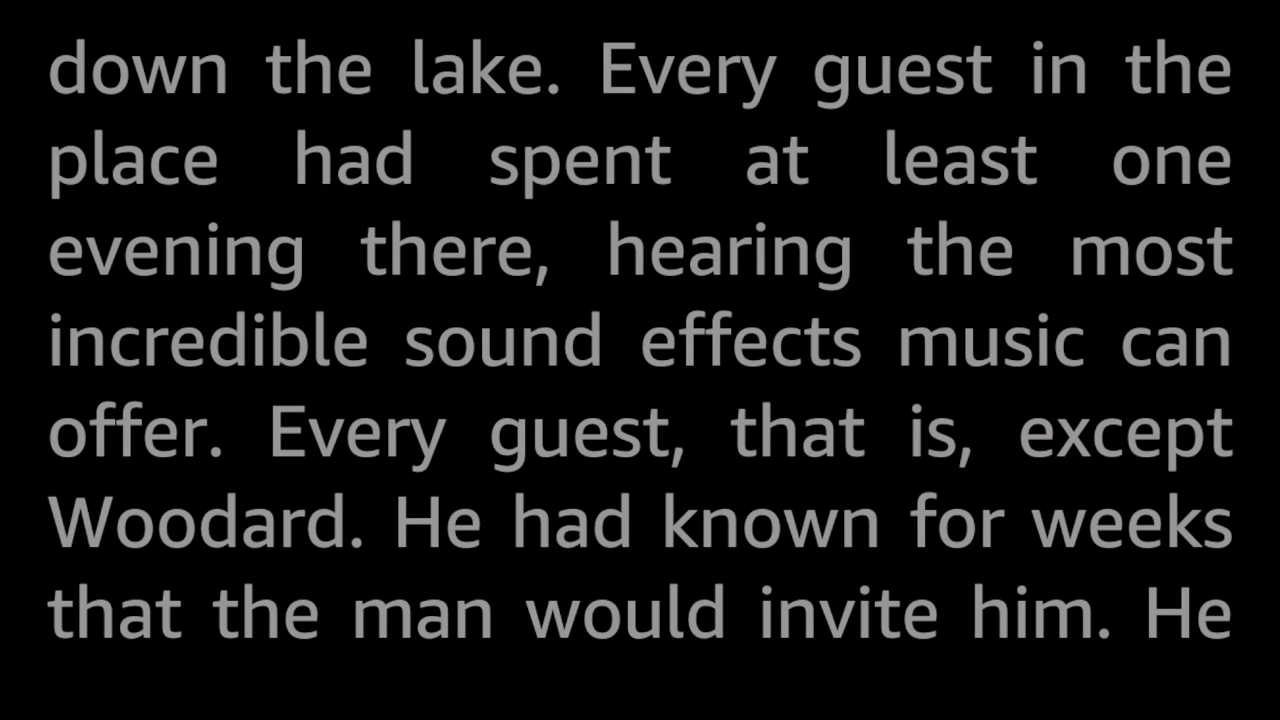 down the lake. Every guest in the
place had spent at least one
evening there, hearing the most
incredible sound effects music can
offer. Every guest, that is, except
Woodard. He had known for weeks
that the man would invite him. He